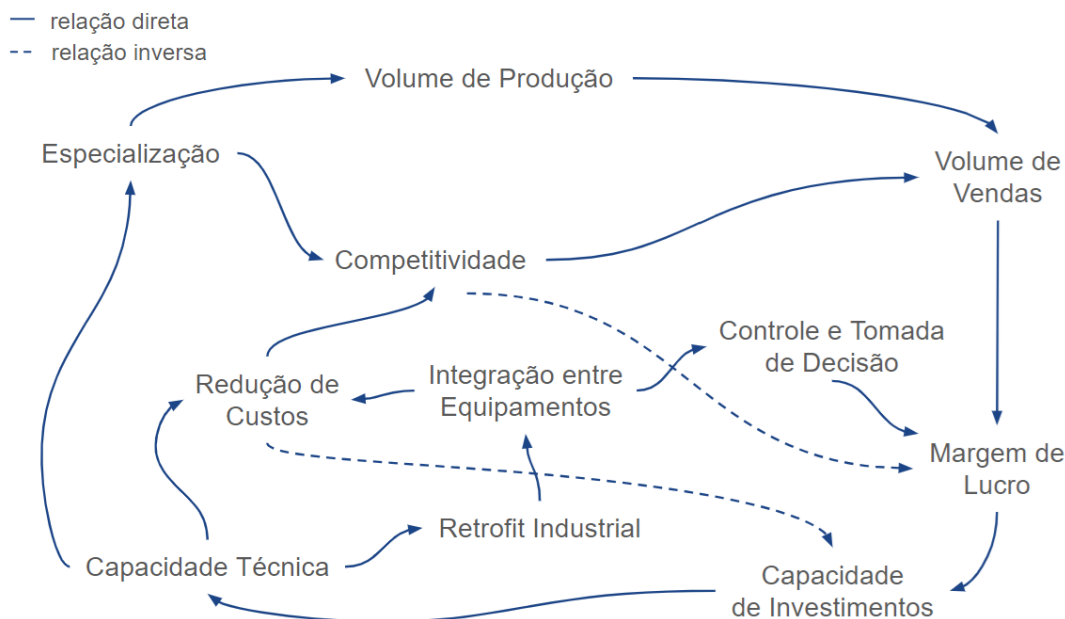 relação direta
relação inversa
Volume de Produção
Especialização
Volume de
Vendas
Competitividade
Controle e Tomada
de Decisão
Redução de
Custos
Integração entre
Equipamentos
Margem de
Lucro
Retrofit Industrial
Capacidade Técnica
Capacidade
de Investimentos